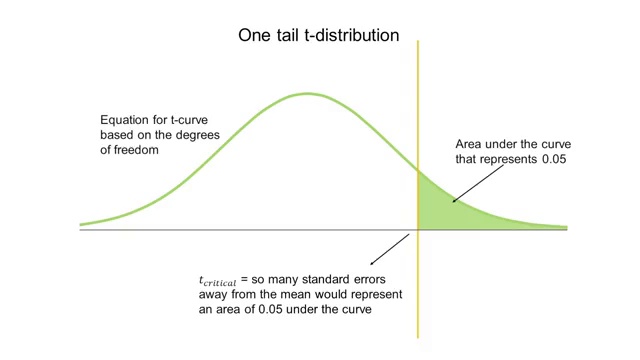 One tail t-distribution
Equation for t-curve
based on the degrees
of freedom
Area under the curve
that represents 0.05
t_critical = so many standard errors
away from the mean would represent
an area of 0.05 under the curve